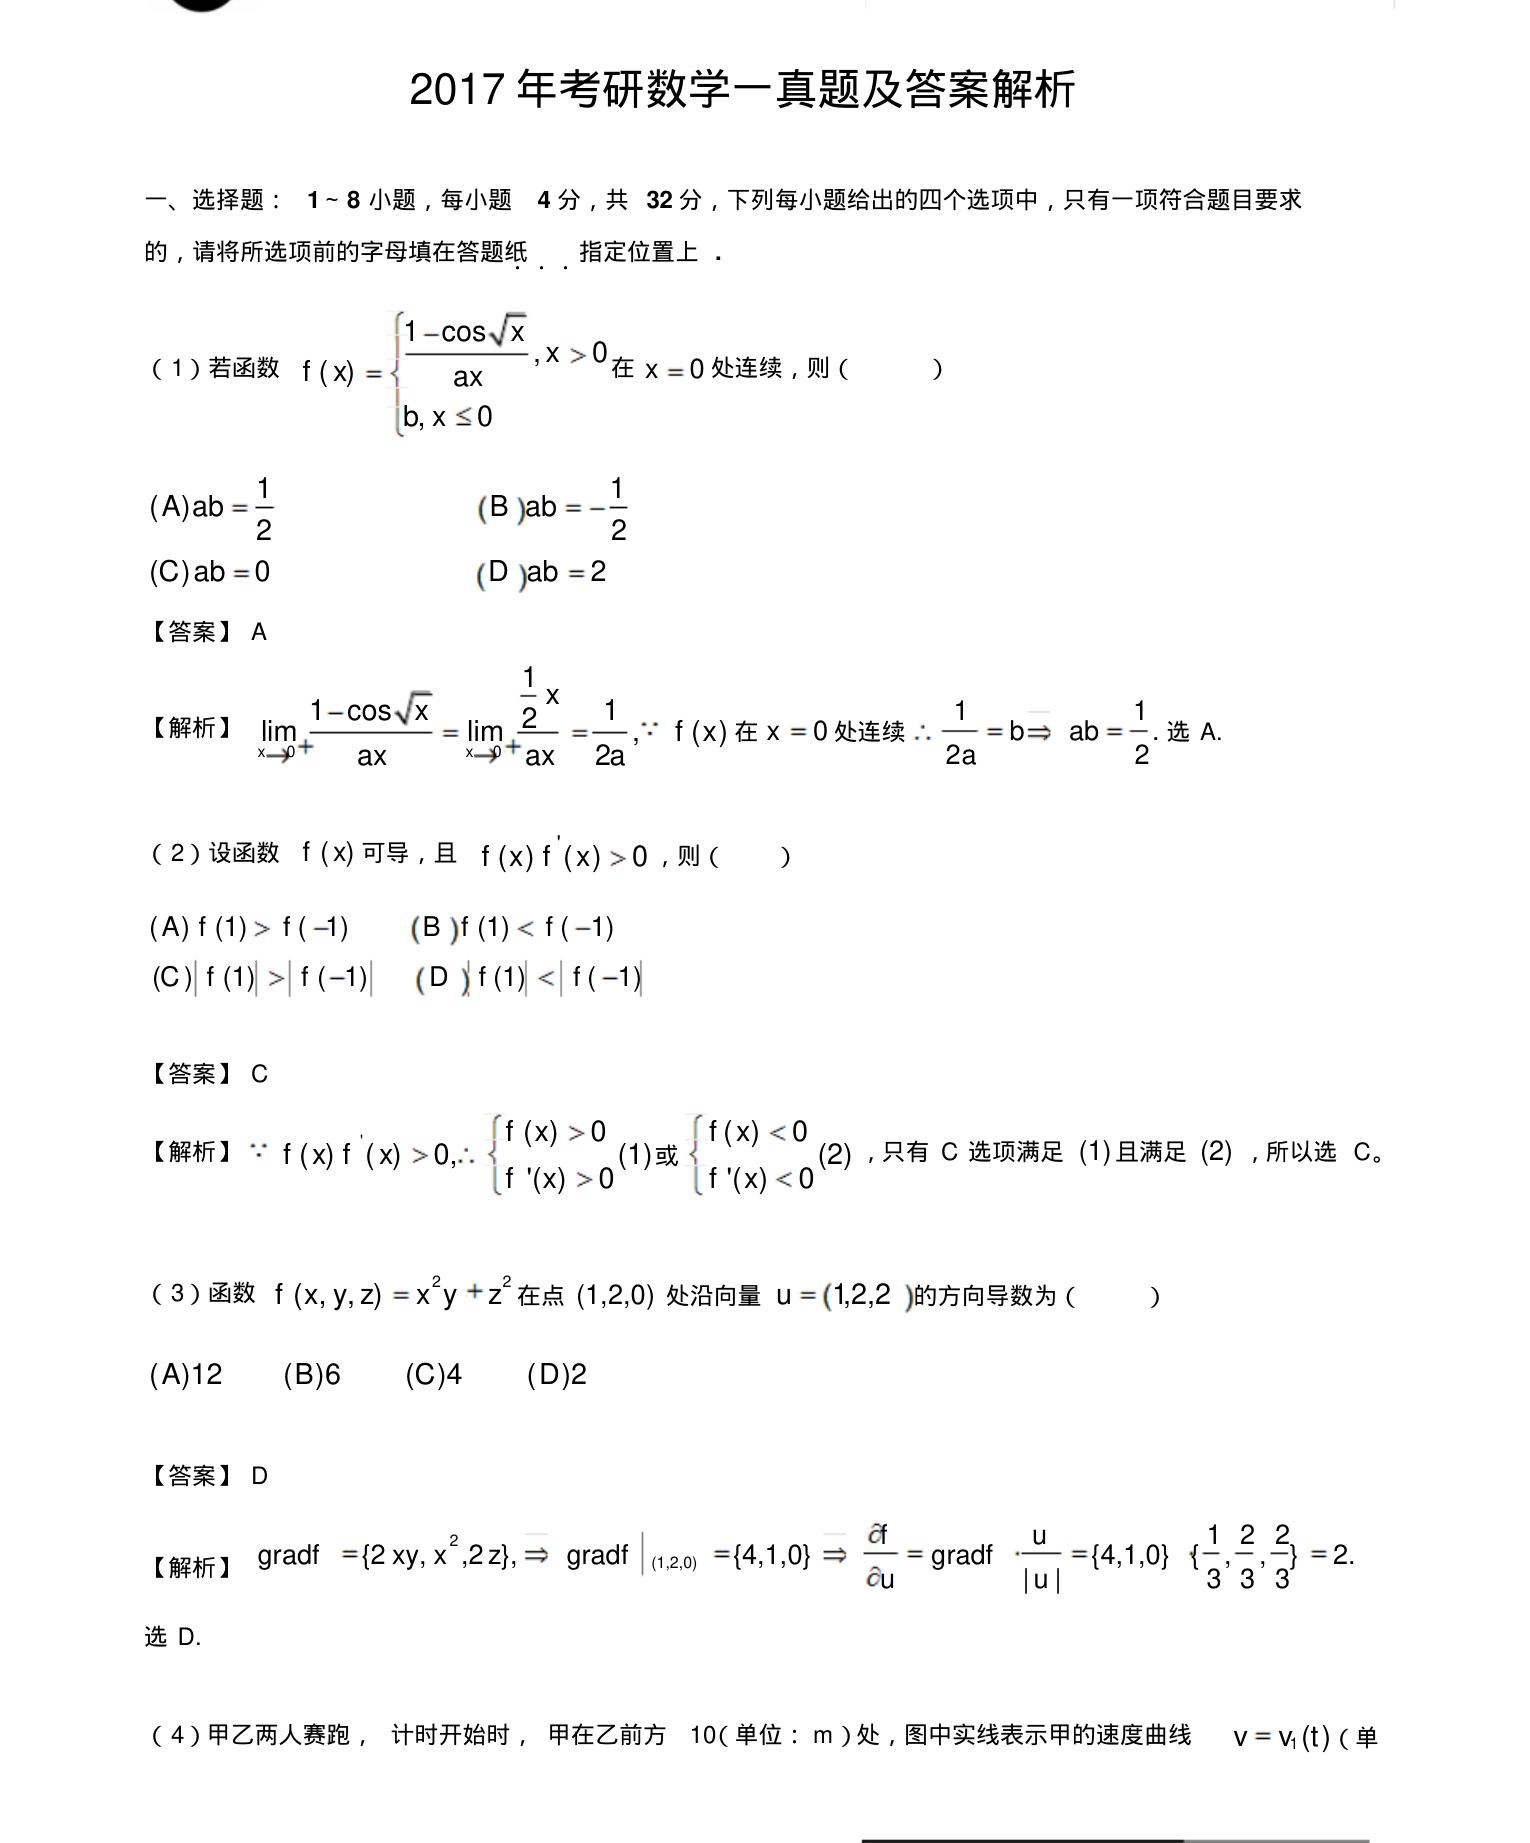 2017 年考研数学一真题及答案解析
一、选择题： 1 ~ 8 小题，每小题 4 分，共 32 分，下列每小题给出的四个选项中，只有一项符合题目要求
的，请将所选项前的字母填在答题纸...指定位置上．
（1）若函数 f (x) = { (1−cos√x)/(ax), x > 0; b, x ≤ 0 在 x = 0 处连续，则（ ）
(A) ab = 1/2 (B) ab = −1/2
(C) ab = 0 (D) ab = 2
【答案】 A
【解析】 lim x→0+ (1−cos√x)/(ax) = lim x→0+ (1/2 x)/(ax) = 1/(2a), ∵ f (x) 在 x = 0 处连续 ∴ 1/(2a) = b ⇒ ab = 1/2. 选 A.
（2）设函数 f (x) 可导，且 f (x) f '(x) > 0，则（ ）
(A) f (1) > f (−1) (B) f (1) < f (−1)
(C) | f (1)| > | f (−1)| (D) | f (1)| < | f (−1)|
【答案】 C
【解析】 ∵ f (x) f '(x) > 0, ∴ { f (x) > 0; f '(x) > 0 (1) 或 { f (x) < 0; f '(x) < 0 (2) ，只有 C 选项满足 (1) 且满足 (2) ，所以选 C。
（3）函数 f (x, y, z) = x²y + z² 在点 (1,2,0) 处沿向量 u = (1,2,2) 的方向导数为（ ）
(A)12 (B)6 (C)4 (D)2
【答案】 D
【解析】 gradf = {2xy, x²,2z}, ⇒ gradf |(1,2,0) = {4,1,0} ⇒ ∂f/∂u = gradf · u/|u| = {4,1,0} {1/3, 2/3, 2/3} = 2.
选 D.
（4）甲乙两人赛跑， 计时开始时， 甲在乙前方 10（单位：m）处，图中实线表示甲的速度曲线 v = v₁(t)（单